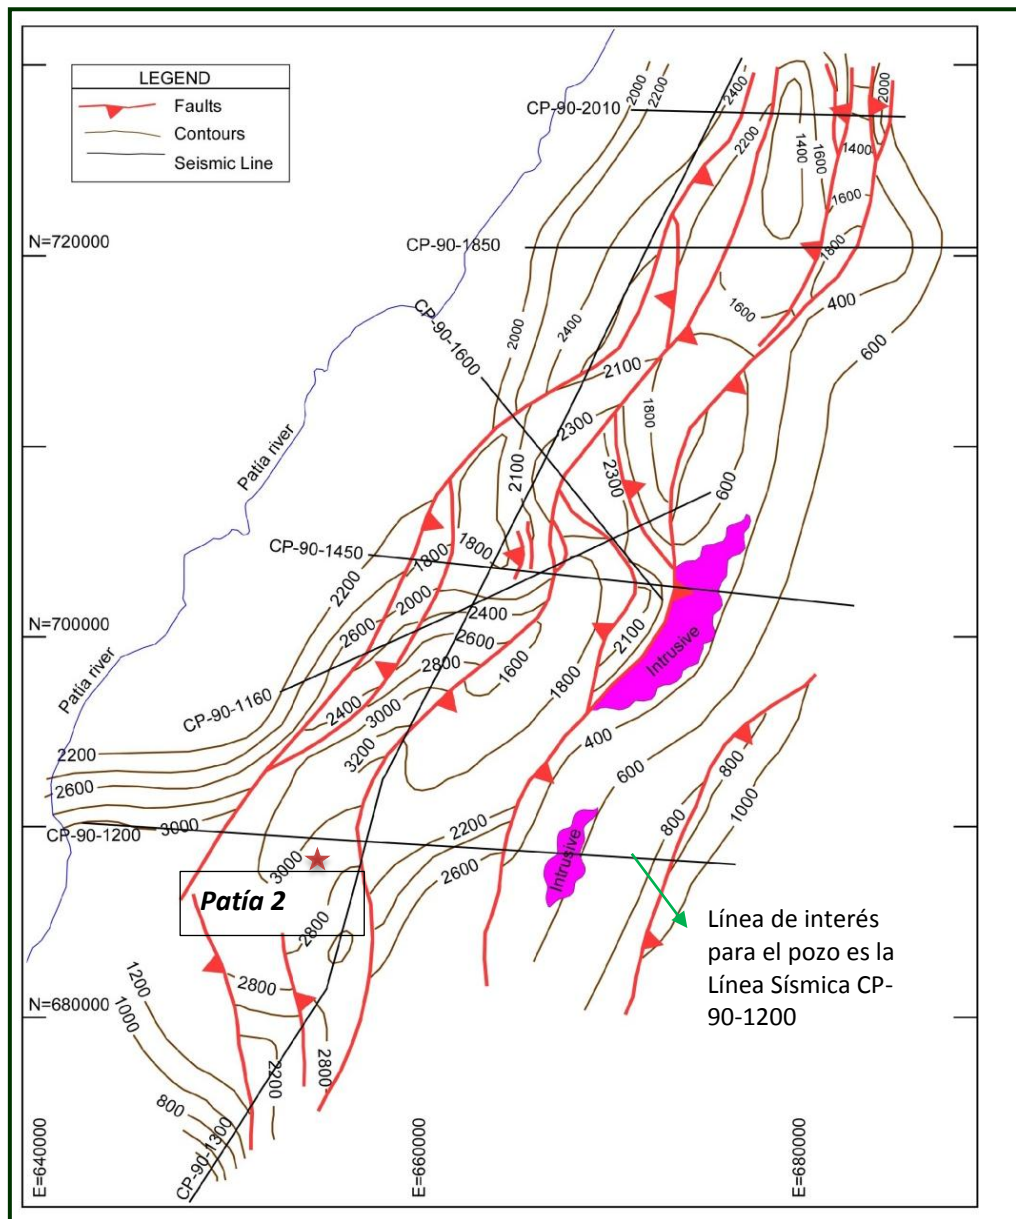 LEGEND
Faults
Contours
Seismic Line
CP-90-2010
2000
2200
2400
2200
1400
1600
2000
1400
1600
1800
N=720000
CP-90-1850
CP-90-1600
2000
2400
1600
400
600
2100
2300
1800
2300
2100
600
Patía river
CP-90-1450
2200
1800
1800
2000
2400
2600
2600
2800
1600
2100
Intrusive
N=700000
Patía river
CP-90-1160
2400
3000
3200
1800
400
600
800
800
1000
2200
2600
2200
2600
3000
CP-90-1200
3000
Intrusive
Patía 2
2800
Línea de interés
para el pozo es la
Línea Sísmica CP-
90-1200
1200
1000
2800
N=680000
2200
2800
800
CP-90-1300
E=640000
E=660000
E=680000